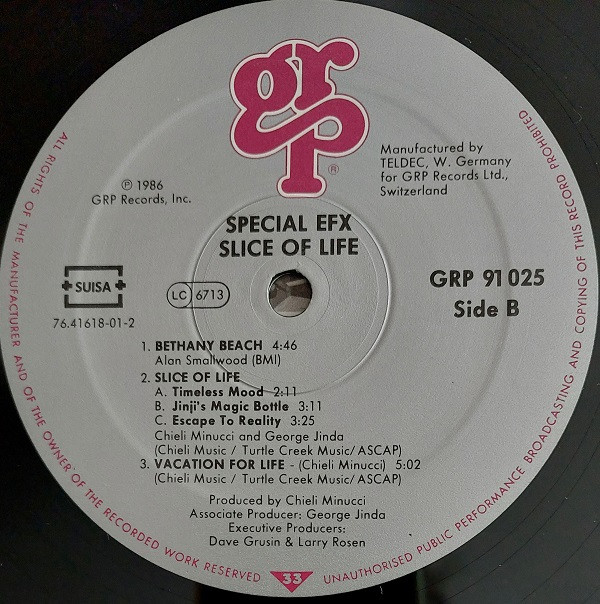 grp
®
℗ 1986
GRP Records, Inc.
Manufactured by
TELDEC, W. Germany
for GRP Records Ltd.,
Switzerland
SPECIAL EFX
SLICE OF LIFE
SUISA
76.41618-01-2
LC 6713
GRP 91 025
Side B
1. BETHANY BEACH 4:46
Alan Smallwood (BMI)
2. SLICE OF LIFE
A. Timeless Mood 2:11
B. Jinji's Magic Bottle 3:11
C. Escape To Reality 3:25
Chieli Minucci and George Jinda
(Chieli Music / Turtle Creek Music/ ASCAP)
3. VACATION FOR LIFE - (Chieli Minucci) 5:02
(Chieli Music / Turtle Creek Music/ ASCAP)
Produced by Chieli Minucci
Associate Producer: George Jinda
Executive Producers:
Dave Grusin & Larry Rosen
33
ALL RIGHTS OF THE MANUFACTURER AND OF THE OWNER OF THE RECORDED WORK RESERVED
UNAUTHORISED PUBLIC PERFORMANCE BROADCASTING AND COPYING OF THIS RECORD PROHIBITED